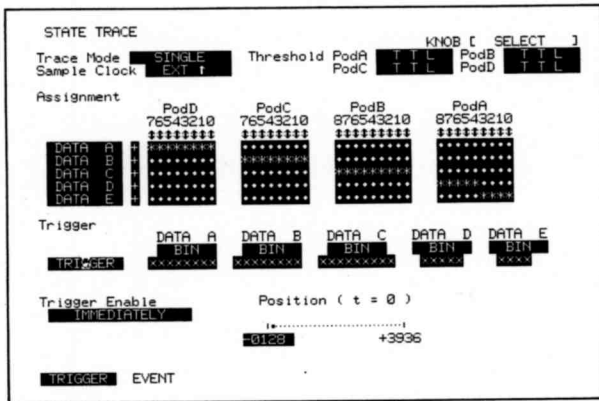 STATE TRACE
KNOB [ SELECT ]
Trace Mode SINGLE Threshold PodA TTL PodB TTL
Sample Clock EXT ↑ PodC TTL PodD TTL
Assignment
PodD PodC PodB PodA
76543210 76543210 876543210 876543210
DATA A +
DATA B +
DATA C +
DATA D +
DATA E +
Trigger
DATA A DATA B DATA C DATA D DATA E
BIN BIN BIN BIN BIN
TRIGGER xxxxxxxx xxxxxxxx xxxxxxxx xxxxx xxxx
Trigger Enable Position ( t = 0 )
IMMEDIATELY
-0128 +3936
TRIGGER EVENT